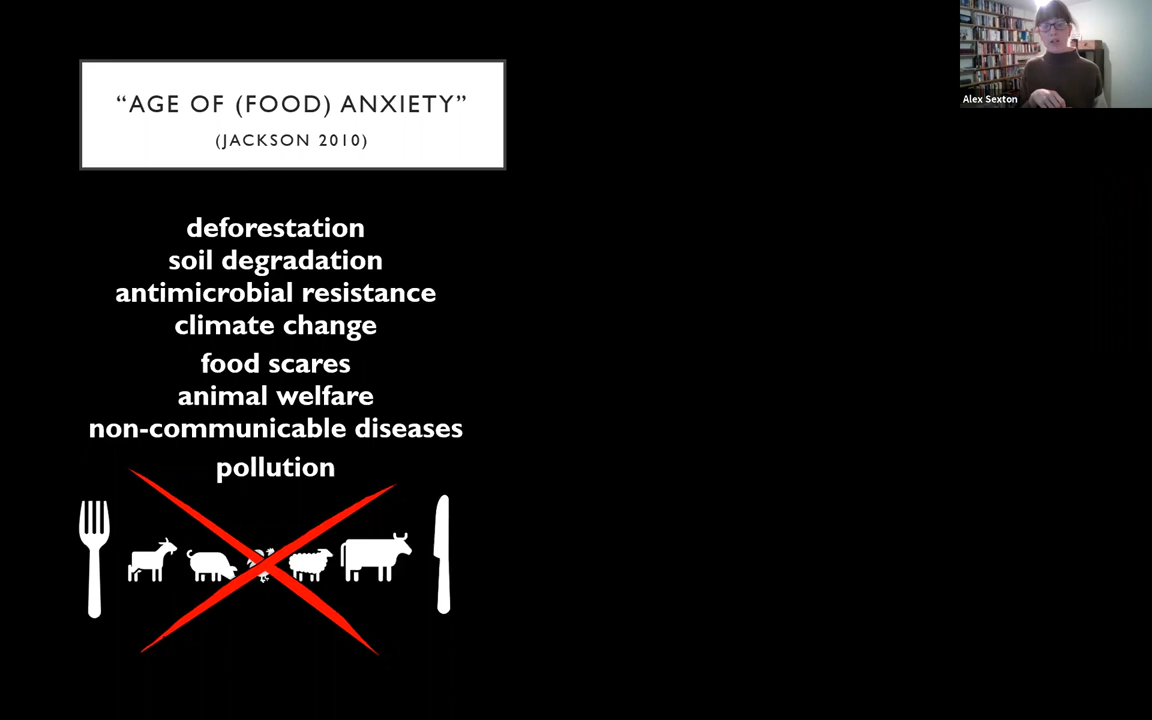 “AGE OF (FOOD) ANXIETY”
(JACKSON 2010)
deforestation
soil degradation
antimicrobial resistance
climate change
food scares
animal welfare
non-communicable diseases
pollution
Alex Sexton